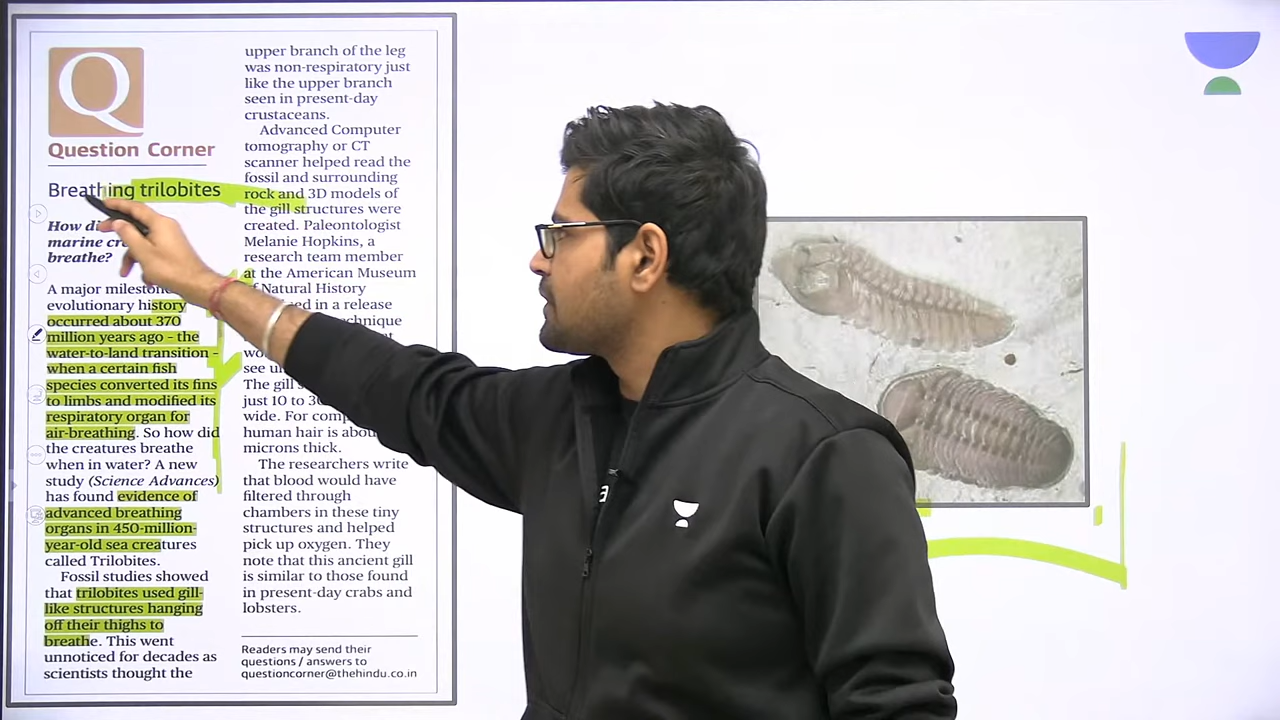 Q
Question Corner
Breathing trilobites
How di
marine cr
breathe?
A major milestone
evolutionary history
occurred about 370
million years ago – the
water-to-land transition –
when a certain fish
species converted its fins
to limbs and modified its
respiratory organ for
air-breathing. So how did
the creatures breathe
when in water? A new
study (Science Advances)
has found evidence of
advanced breathing
organs in 450-million-
year-old sea creatures
called Trilobites.
Fossil studies showed
that trilobites used gill-
like structures hanging
off their thighs to
breathe. This went
unnoticed for decades as
scientists thought the
upper branch of the leg
was non-respiratory just
like the upper branch
seen in present-day
crustaceans.
Advanced Computer
tomography or CT
scanner helped read the
fossil and surrounding
rock and 3D models of
the gill structures were
created. Paleontologist
Melanie Hopkins, a
research team member
at the American Museum
of Natural History
ed in a release
chnique
wo
see u
The gill s
just 10 to 3
wide. For comp
human hair is abou
microns thick.
The researchers write
that blood would have
filtered through
chambers in these tiny
structures and helped
pick up oxygen. They
note that this ancient gill
is similar to those found
in present-day crabs and
lobsters.
Readers may send their
questions / answers to
questioncorner@thehindu.co.in